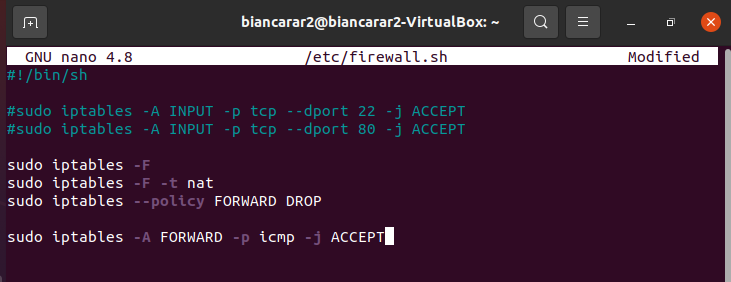 biancarar2@biancarar2-VirtualBox: ~
GNU nano 4.8 /etc/firewall.sh Modified
#!/bin/sh
#sudo iptables -A INPUT -p tcp --dport 22 -j ACCEPT
#sudo iptables -A INPUT -p tcp --dport 80 -j ACCEPT
sudo iptables -F
sudo iptables -F -t nat
sudo iptables --policy FORWARD DROP
sudo iptables -A FORWARD -p icmp -j ACCEPT